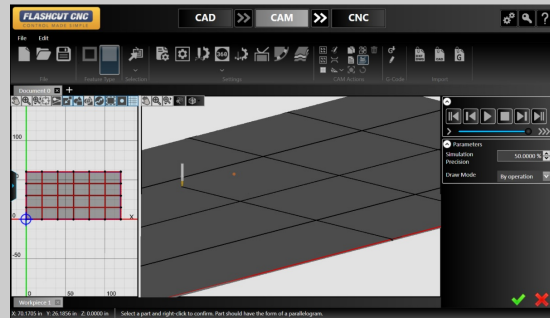 FLASHCUT CNC
CONTROL MADE SIMPLE
CAD
CAM
CNC
File Edit
File
Feature Type
Selection
Settings
CAM Actions
G-Code
Import
Document 0
Parameters
Simulation Precision
50.0000 %
Draw Mode
By operation
100
0
X
-50
0 50 100
Workpiece 1
X: 70.1705 in Y: 26.1856 in Z: 0.0000 in Select a part and right-click to confirm. Part should have the form of a parallelogram.